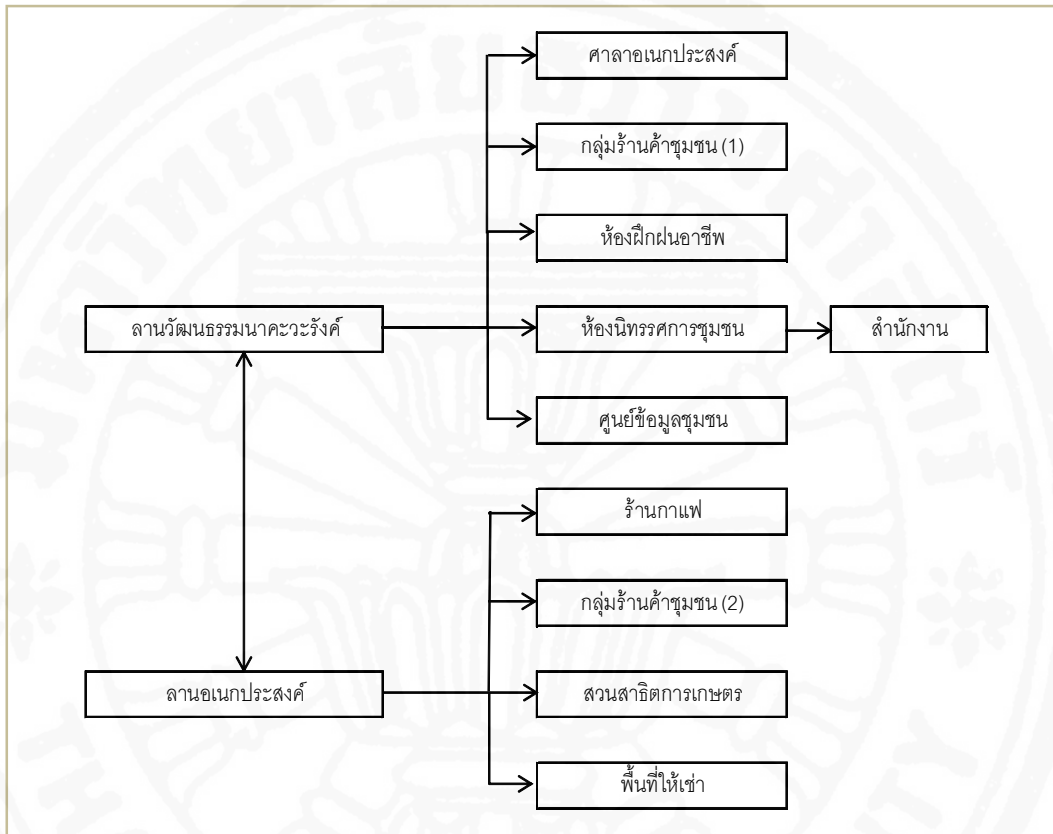 ศาลาอเนกประสงค์
กลุ่มร้านค้าชุมชน (1)
ห้องฝึกฝนอาชีพ
ลานวัฒนธรรมนาคะวะรังค์
ห้องนิทรรศการชุมชน
สำนักงาน
ศูนย์ข้อมูลชุมชน
ร้านกาแฟ
กลุ่มร้านค้าชุมชน (2)
ลานอเนกประสงค์
สวนสาธิตการเกษตร
พื้นที่ให้เช่า